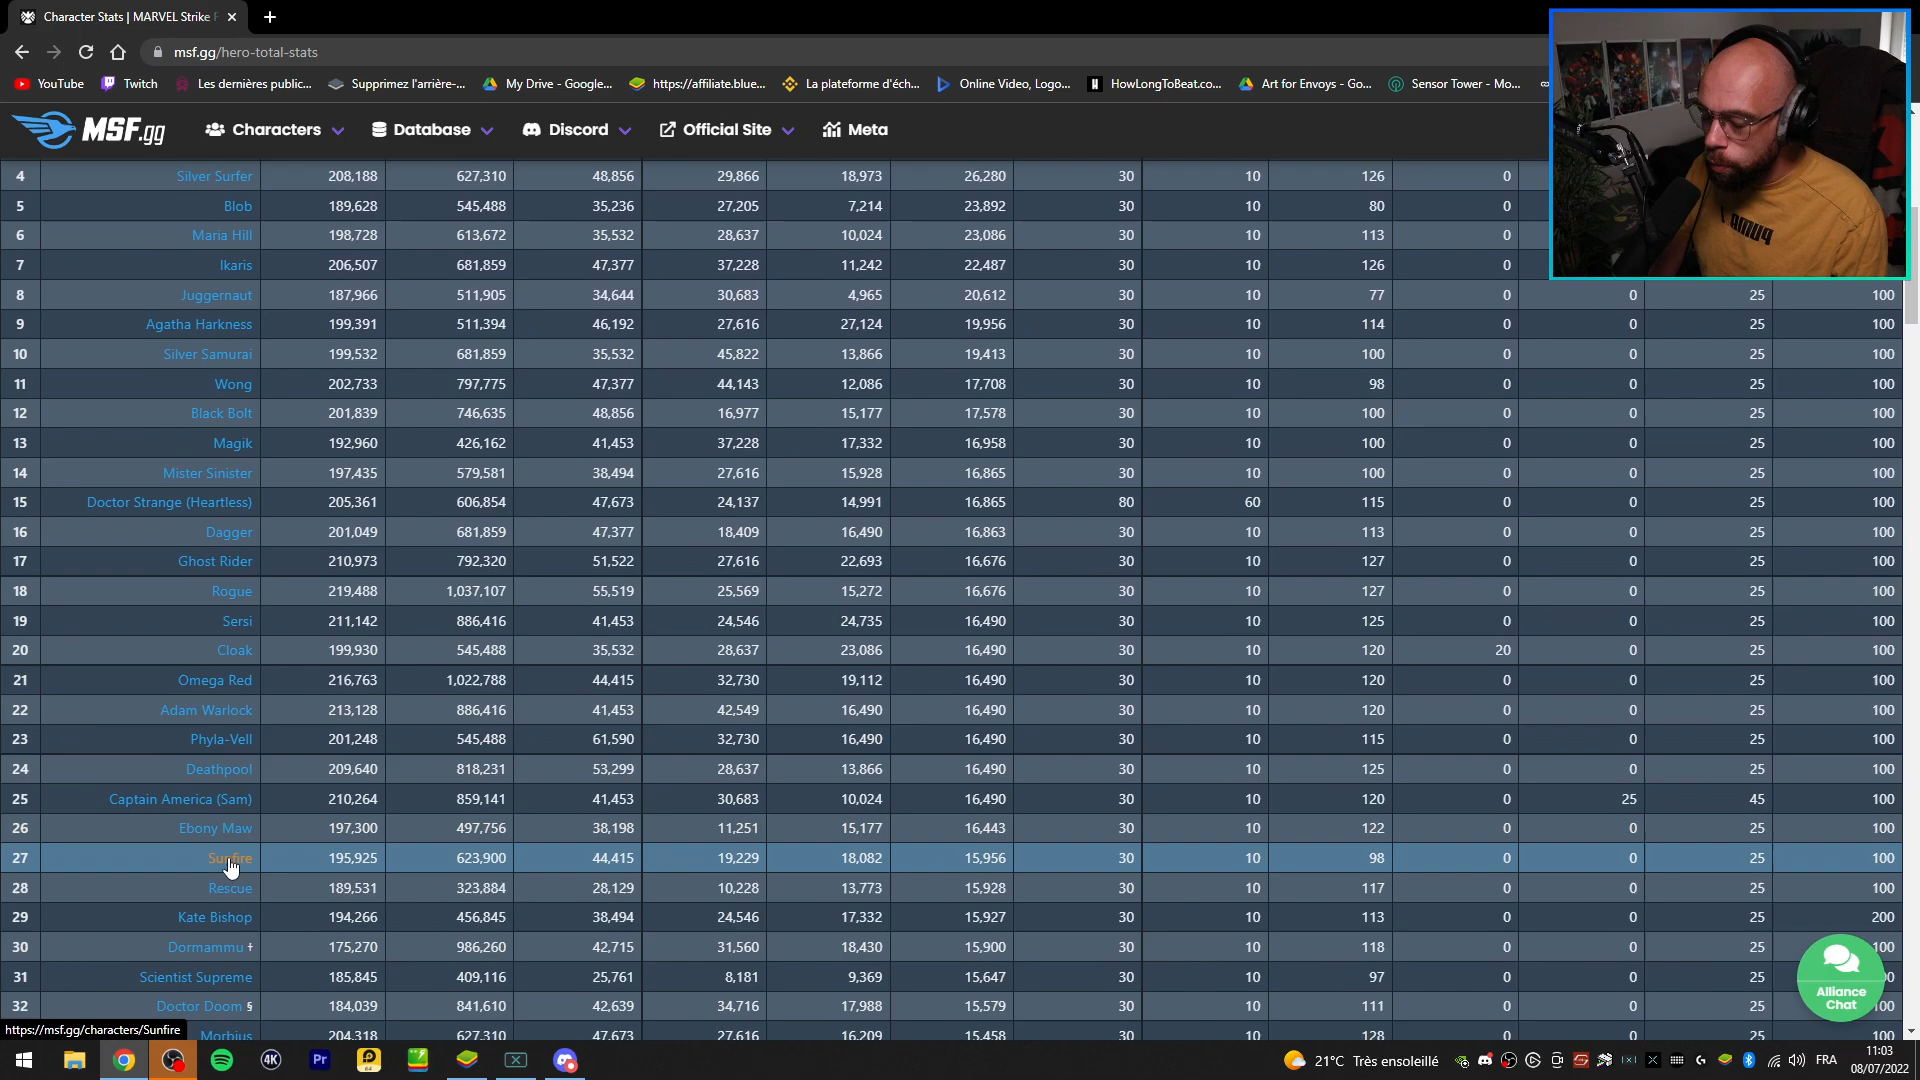 Character Stats | MARVEL Strike F
msf.gg/hero-total-stats
YouTube Twitch Les dernières public... Supprimez l'arrière-... My Drive - Google... https://affiliate.blue... La plateforme d'éch... Online Video, Logo... HowLongToBeat.co... Art for Envoys - Go... Sensor Tower - Mo...
MSF.gg Characters Database Discord Official Site Meta
4 Silver Surfer 208,188 627,310 48,856 29,866 18,973 26,280 30 10 126 0
5 Blob 189,628 545,488 35,236 27,205 7,214 23,892 30 10 80 0
6 Maria Hill 198,728 613,672 35,532 28,637 10,024 23,086 30 10 113 0
7 Ikaris 206,507 681,859 47,377 37,228 11,242 22,487 30 10 126 0
8 Juggernaut 187,966 511,905 34,644 30,683 4,965 20,612 30 10 77 0 0 25 100
9 Agatha Harkness 199,391 511,394 46,192 27,616 27,124 19,956 30 10 114 0 0 25 100
10 Silver Samurai 199,532 681,859 35,532 45,822 13,866 19,413 30 10 100 0 0 25 100
11 Wong 202,733 797,775 47,377 44,143 12,086 17,708 30 10 98 0 0 25 100
12 Black Bolt 201,839 746,635 48,856 16,977 15,177 17,578 30 10 100 0 0 25 100
13 Magik 192,960 426,162 41,453 37,228 17,332 16,958 30 10 100 0 0 25 100
14 Mister Sinister 197,435 579,581 38,494 27,616 15,928 16,865 30 10 100 0 0 25 100
15 Doctor Strange (Heartless) 205,361 606,854 47,673 24,137 14,991 16,865 80 60 115 0 0 25 100
16 Dagger 201,049 681,859 47,377 18,409 16,490 16,863 30 10 113 0 0 25 100
17 Ghost Rider 210,973 792,320 51,522 27,616 22,693 16,676 30 10 127 0 0 25 100
18 Rogue 219,488 1,037,107 55,519 25,569 15,272 16,676 30 10 127 0 0 25 100
19 Sersi 211,142 886,416 41,453 24,546 24,735 16,490 30 10 125 0 0 25 100
20 Cloak 199,930 545,488 35,532 28,637 23,086 16,490 30 10 120 20 0 25 100
21 Omega Red 216,763 1,022,788 44,415 32,730 19,112 16,490 30 10 120 0 0 25 100
22 Adam Warlock 213,128 886,416 41,453 42,549 16,490 16,490 30 10 120 0 0 25 100
23 Phyla-Vell 201,248 545,488 61,590 32,730 16,490 16,490 30 10 115 0 0 25 100
24 Deathpool 209,640 818,231 53,299 28,637 13,866 16,490 30 10 125 0 0 25 100
25 Captain America (Sam) 210,264 859,141 41,453 30,683 10,024 16,490 30 10 120 0 25 45 100
26 Ebony Maw 197,300 497,756 38,198 11,251 15,177 16,443 30 10 122 0 0 25 100
27 Sunfire 195,925 623,900 44,415 19,229 18,082 15,956 30 10 98 0 0 25 100
28 Rescue 189,531 323,884 28,129 10,228 13,773 15,928 30 10 117 0 0 25 100
29 Kate Bishop 194,266 456,845 38,494 24,546 17,332 15,927 30 10 113 0 0 25 200
30 Dormammu † 175,270 986,260 42,715 31,560 18,430 15,900 30 10 118 0 0 25 100
31 Scientist Supreme 185,845 409,116 25,761 8,181 9,369 15,647 30 10 97 0 0 25
32 Doctor Doom § 184,039 841,610 42,639 34,716 17,988 15,579 30 10 111 0 0 25 00
Morbius 204,318 627,310 47,673 27,616 16,209 15,458 30 10 128 0 0 25 100
Alliance
Chat
https://msf.gg/characters/Sunfire
21°C Très ensoleillé FRA 11:03
08/07/2022
PUMA